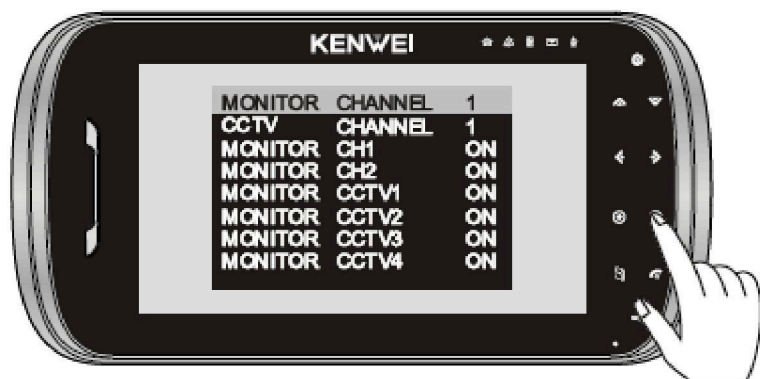 KENWEI
MONITOR CHANNEL 1
CCTV CHANNEL 1
MONITOR CH1 ON
MONITOR CH2 ON
MONITOR CCTV1 ON
MONITOR CCTV2 ON
MONITOR CCTV3 ON
MONITOR CCTV4 ON